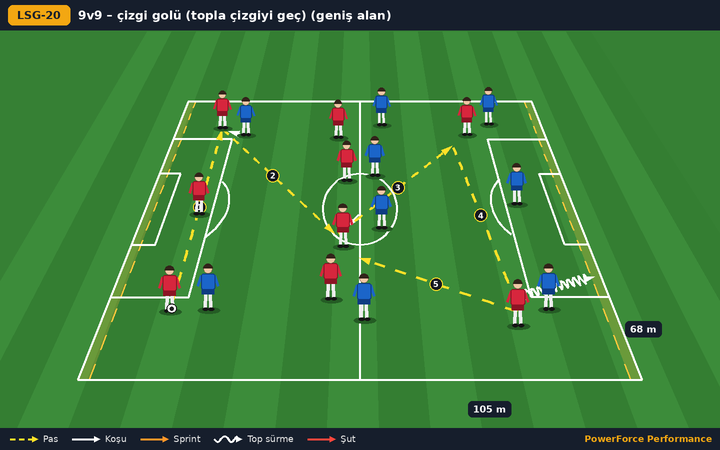 LSG-20 9v9 – çizgi golü (topla çizgiyi geç) (geniş alan)
2
3
4
5
68 m
105 m
Pas Koşu Sprint Top sürme Şut PowerForce Performance